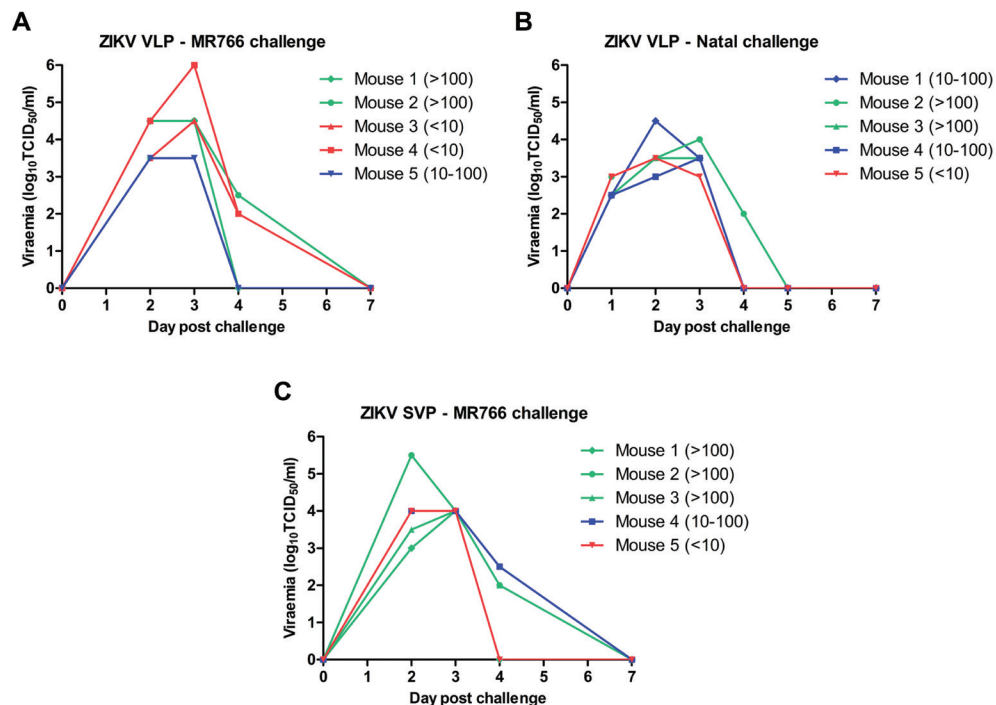 A
ZIKV VLP - MR766 challenge
Viraemia (log10TCID50/ml)
6
5
4
3
2
1
0
0 1 2 3 4 5 6 7
Day post challenge
Mouse 1 (>100)
Mouse 2 (>100)
Mouse 3 (<10)
Mouse 4 (<10)
Mouse 5 (10-100)
B
ZIKV VLP - Natal challenge
Viraemia (log10TCID50/ml)
6
5
4
3
2
1
0
0 1 2 3 4 5 6 7
Day post challenge
Mouse 1 (10-100)
Mouse 2 (>100)
Mouse 3 (>100)
Mouse 4 (10-100)
Mouse 5 (<10)
C
ZIKV SVP - MR766 challenge
Viraemia (log10TCID50/ml)
6
5
4
3
2
1
0
0 1 2 3 4 5 6 7
Day post challenge
Mouse 1 (>100)
Mouse 2 (>100)
Mouse 3 (>100)
Mouse 4 (10-100)
Mouse 5 (<10)